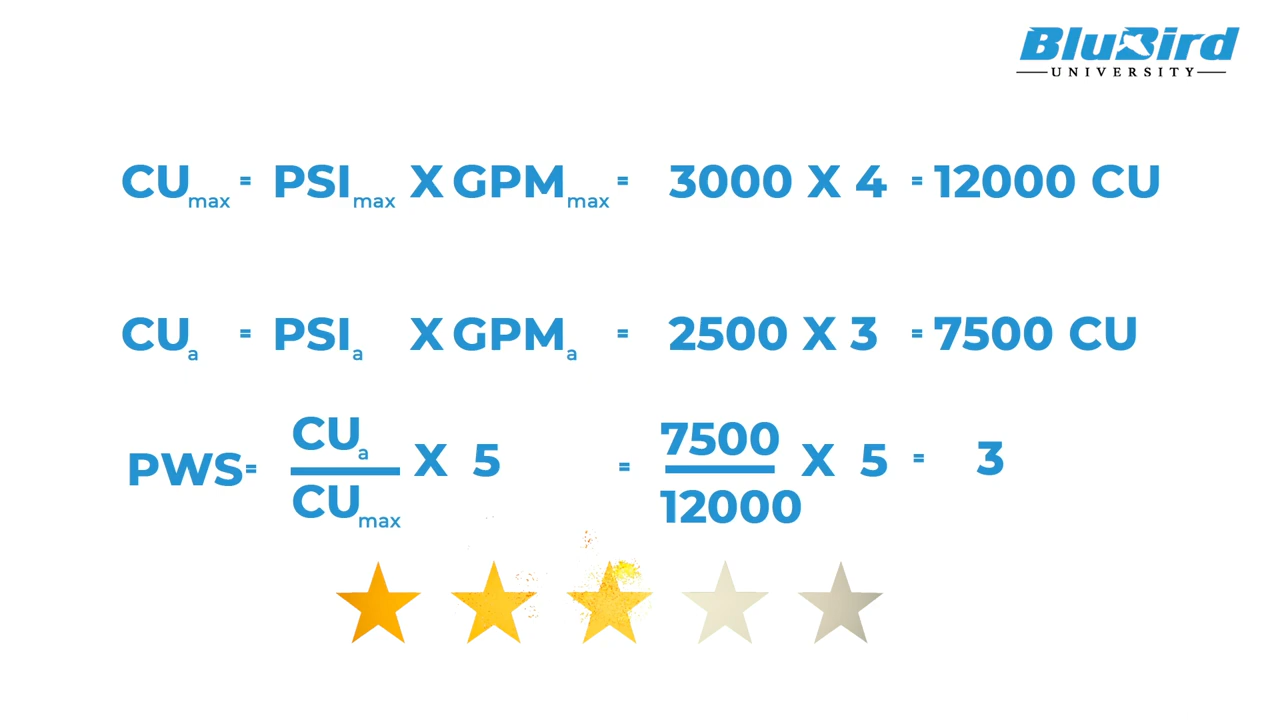 BluBird
UNIVERSITY
CUmax = PSImax X GPMmax = 3000 X 4 = 12000 CU
CUa = PSIa X GPMa = 2500 X 3 = 7500 CU
PWS= CUa / CUmax X 5 = 7500 / 12000 X 5 = 3